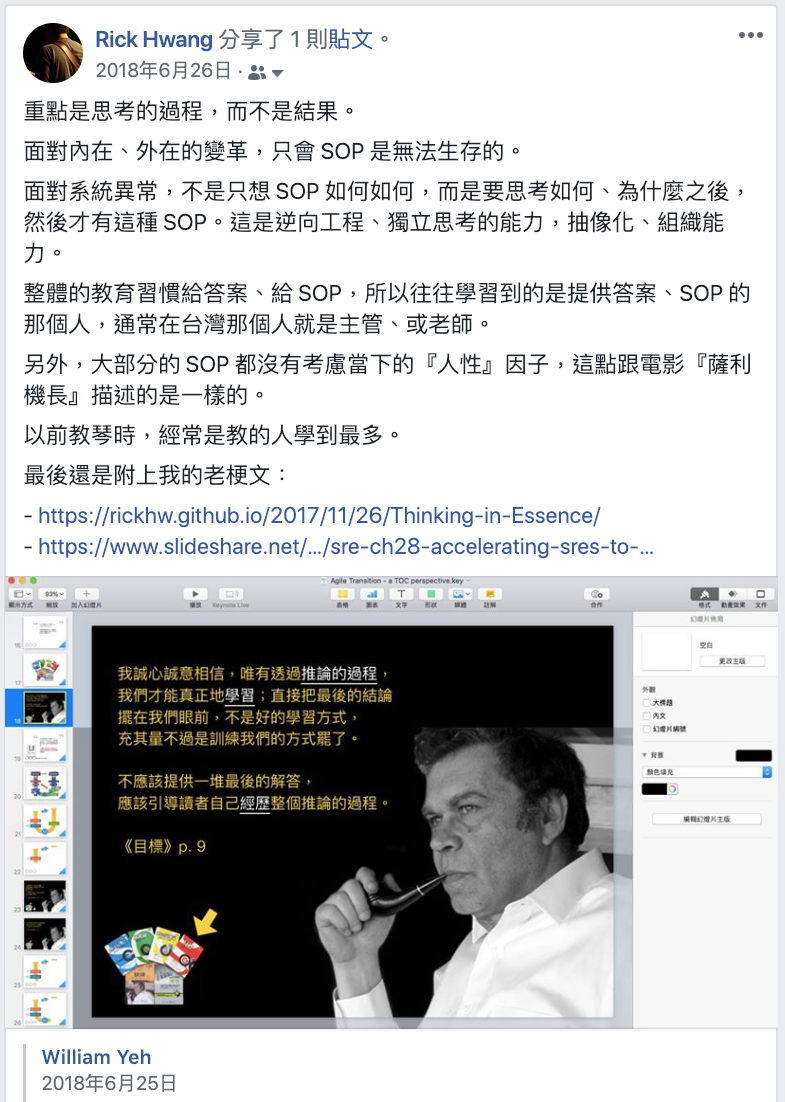 Rick Hwang 分享了 1 則貼文。
2018年6月26日
重點是思考的過程，而不是結果。
面對內在、外在的變革，只會 SOP 是無法生存的。
面對系統異常，不是只想 SOP 如何如何，而是要思考如何、為什麼之後，
然後才有這種 SOP。這是逆向工程、獨立思考的能力，抽像化、組織能
力。
整體的教育習慣給答案、給 SOP，所以往往學習到的是提供答案、SOP 的
那個人，通常在台灣那個人就是主管、或老師。
另外，大部分的 SOP 都沒有考慮當下的『人性』因子，這點跟電影『薩利
機長』描述的是一樣的。
以前教琴時，經常是教的人學到最多。
最後還是附上我的老梗文：
- https://rickhw.github.io/2017/11/26/Thinking-in-Essence/
- https://www.slideshare.net/.../sre-ch28-accelerating-sres-to-...
Agile Transition - a TOC perspective.key
93%
顯示方式 縮放 加入幻燈片 播放 Keynote Live 表格 圖表 文字 形狀 媒體 註解 合作 格式 動畫效果 文件
幻燈片佈局
空白
更改主版
外觀
大標題
內文
幻燈片編號
背景
顏色填充
編輯幻燈片主版
16
17
18
19
20
21
22
23
24
25
26
我誠心誠意相信，唯有透過推論的過程，
我們才能真正地學習；直接把最後的結論
擺在我們眼前，不是好的學習方式，
充其量不過是訓練我們的方式罷了。
不應該提供一堆最後的解答，
應該引導讀者自己經歷整個推論的過程。
《目標》p. 9
William Yeh
2018年6月25日